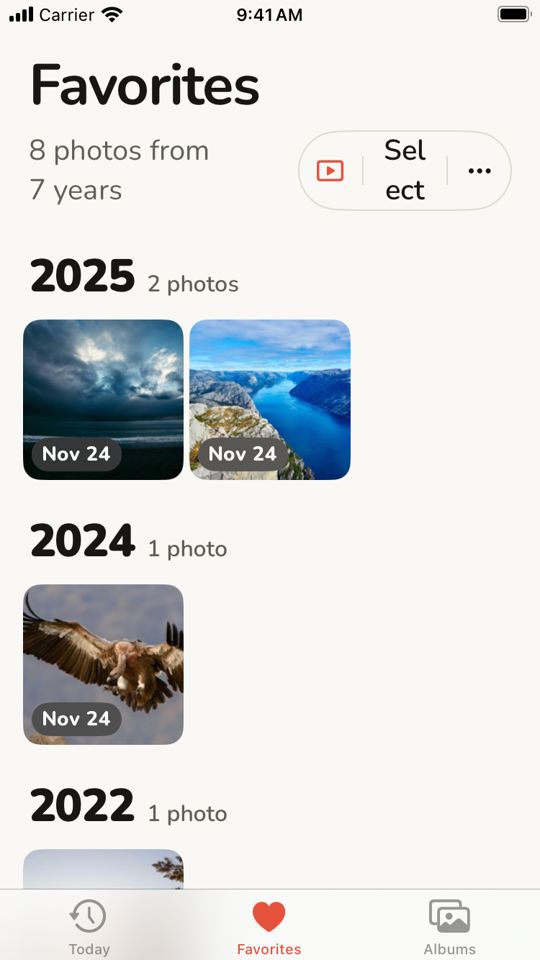 Carrier
9:41 AM
Favorites
8 photos from
7 years
Sel
ect
2025 2 photos
Nov 24
Nov 24
2024 1 photo
Nov 24
2022 1 photo
Today
Favorites
Albums